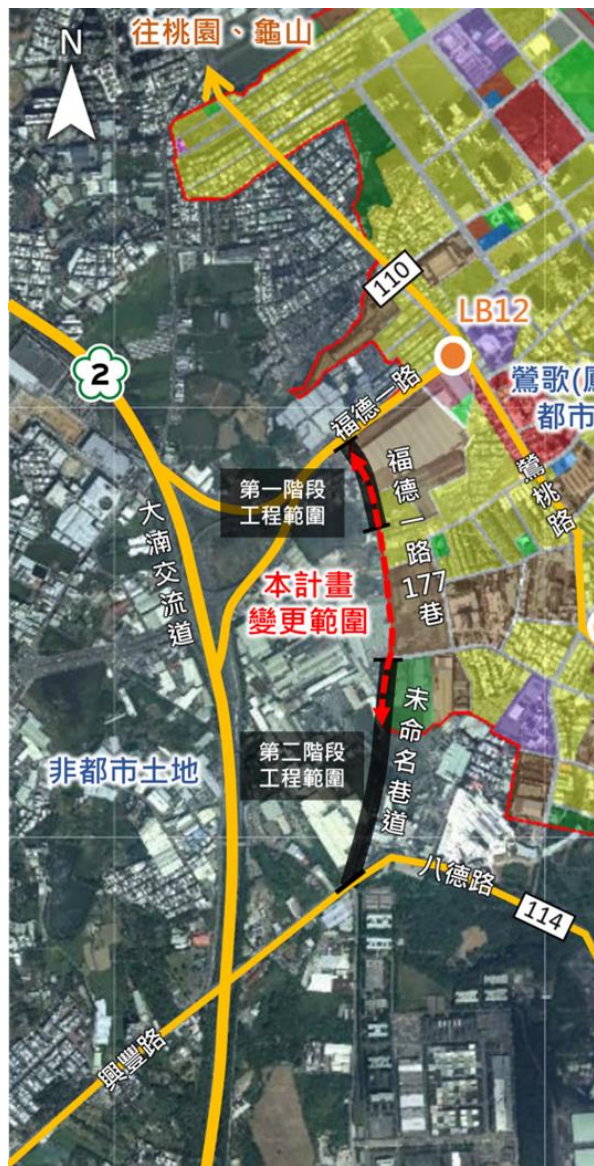 往桃園、龜山
N
110
LB12
2
鶯歌(鳳
都市
福德一路
鶯桃路
第一階段
工程範圍
福德一路177巷
大湳交流道
本計畫
變更範圍
未命名巷道
第二階段
工程範圍
非都市土地
八德路
114
興豐路